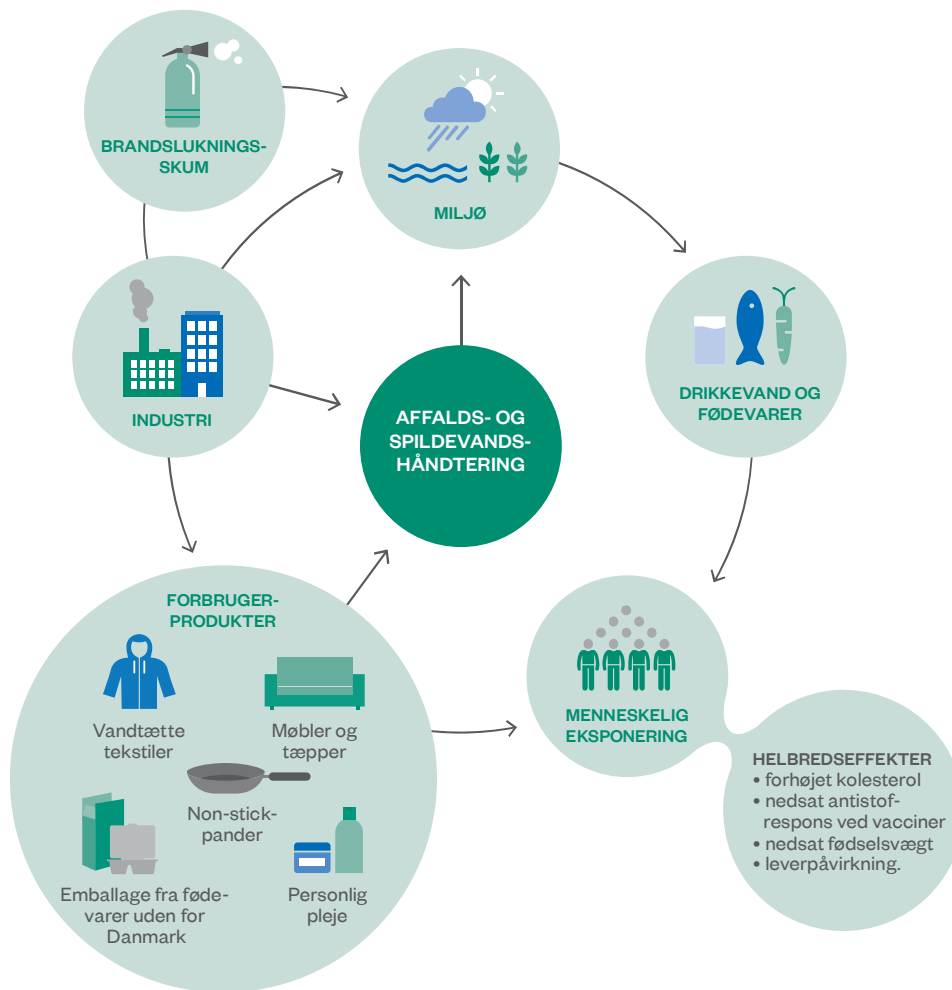 BRANDSLUKNINGS-
SKUM
MILJØ
INDUSTRI
DRIKKEVAND OG
FØDEVARER
AFFALDS- OG
SPILDEVANDS-
HÅNDTERING
FORBRUGER-
PRODUKTER
Vandtætte
tekstiler
Møbler og
tæpper
Non-stick-
pander
Emballage fra føde-
varer uden for
Danmark
Personlig
pleje
MENNESKELIG
EKSPONERING
HELBREDSEFFEKTER
• forhøjet kolesterol
• nedsat antistof-
respons ved vacciner
• nedsat fødselsvægt
• leverpåvirkning.